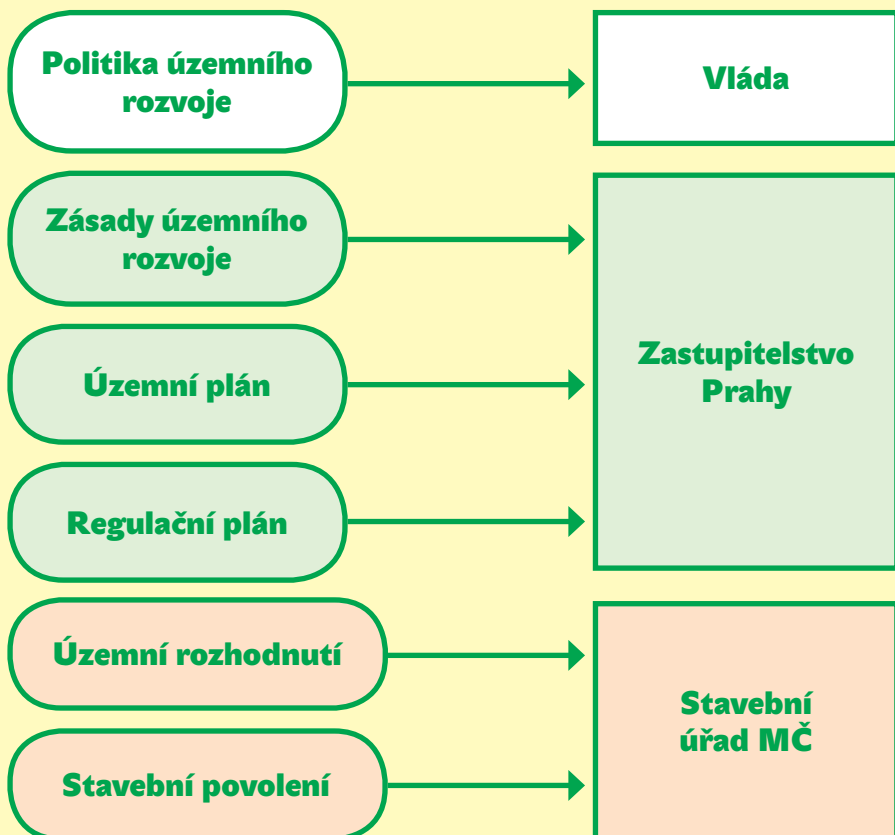 Politika územního
rozvoje
Vláda
Zásady územního
rozvoje
Územní plán
Regulační plán
Zastupitelstvo
Prahy
Územní rozhodnutí
Stavební povolení
Stavební
úřad MČ